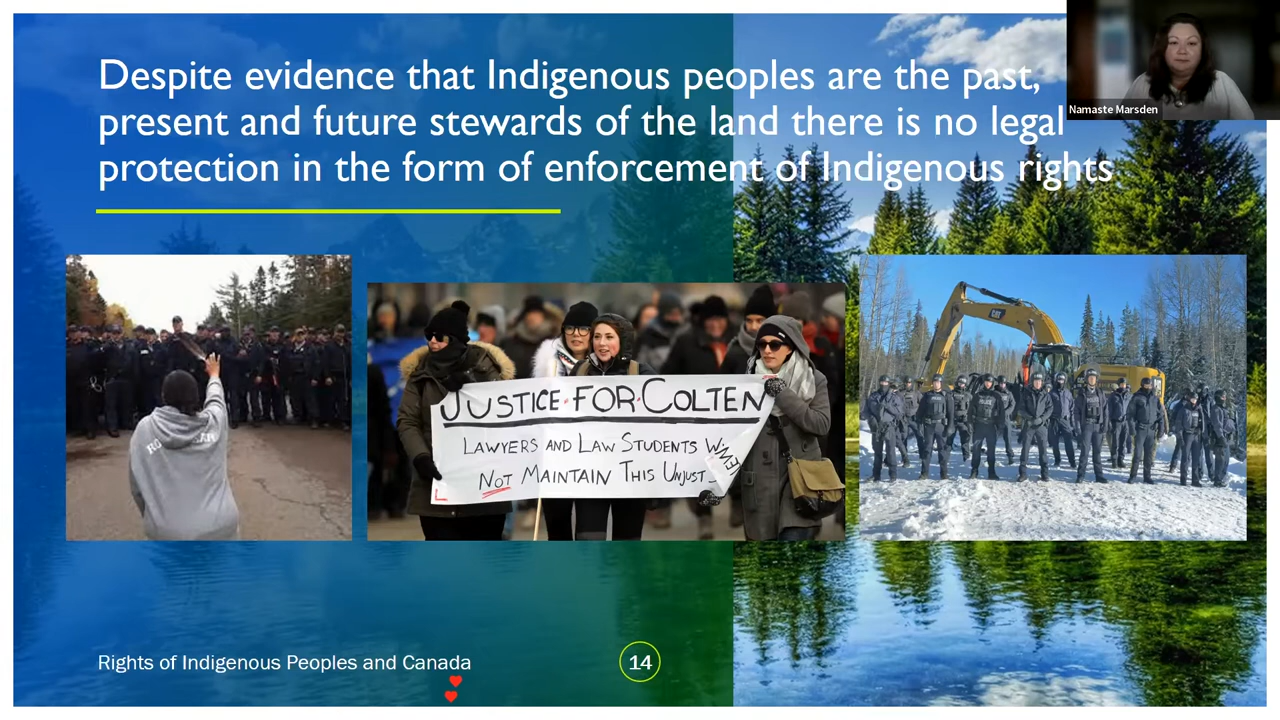 Despite evidence that Indigenous peoples are the past,
present and future stewards of the land there is no legal
protection in the form of enforcement of Indigenous rights
Namaste Marsden
JUSTICE·FOR·COLTEN
LAWYERS AND LAW STUDENTS
NOT MAINTAIN THIS UNJUST
CAT
Rights of Indigenous Peoples and Canada
14